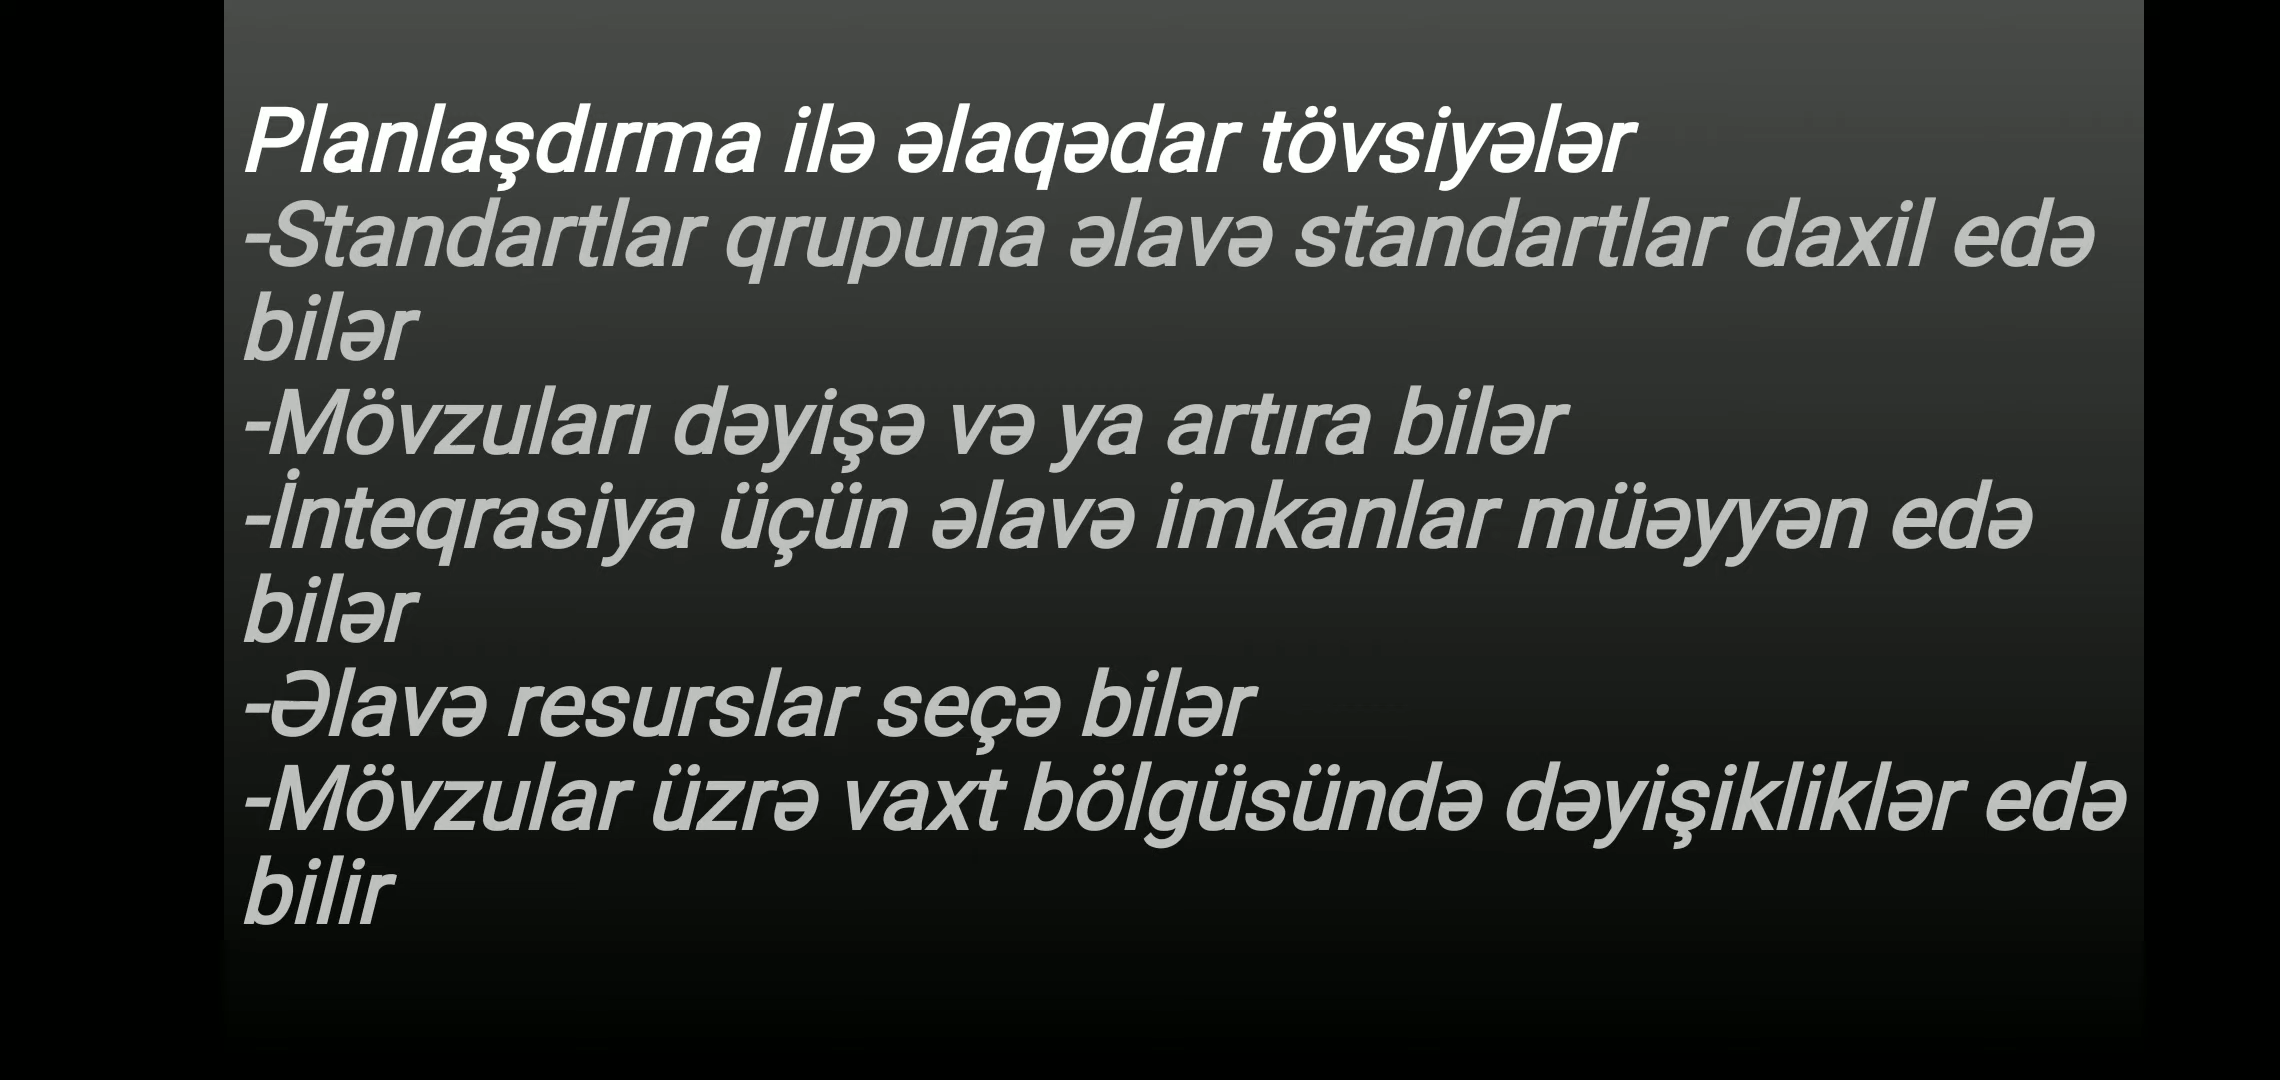 Planlaşdırma ilə əlaqədar tövsiyələr
-Standartlar qrupuna əlavə standartlar daxil edə
bilər
-Mövzuları dəyişə və ya artıra bilər
-İnteqrasiya üçün əlavə imkanlar müəyyən edə
bilər
-Əlavə resurslar seçə bilər
-Mövzular üzrə vaxt bölgüsündə dəyişikliklər edə
bilir